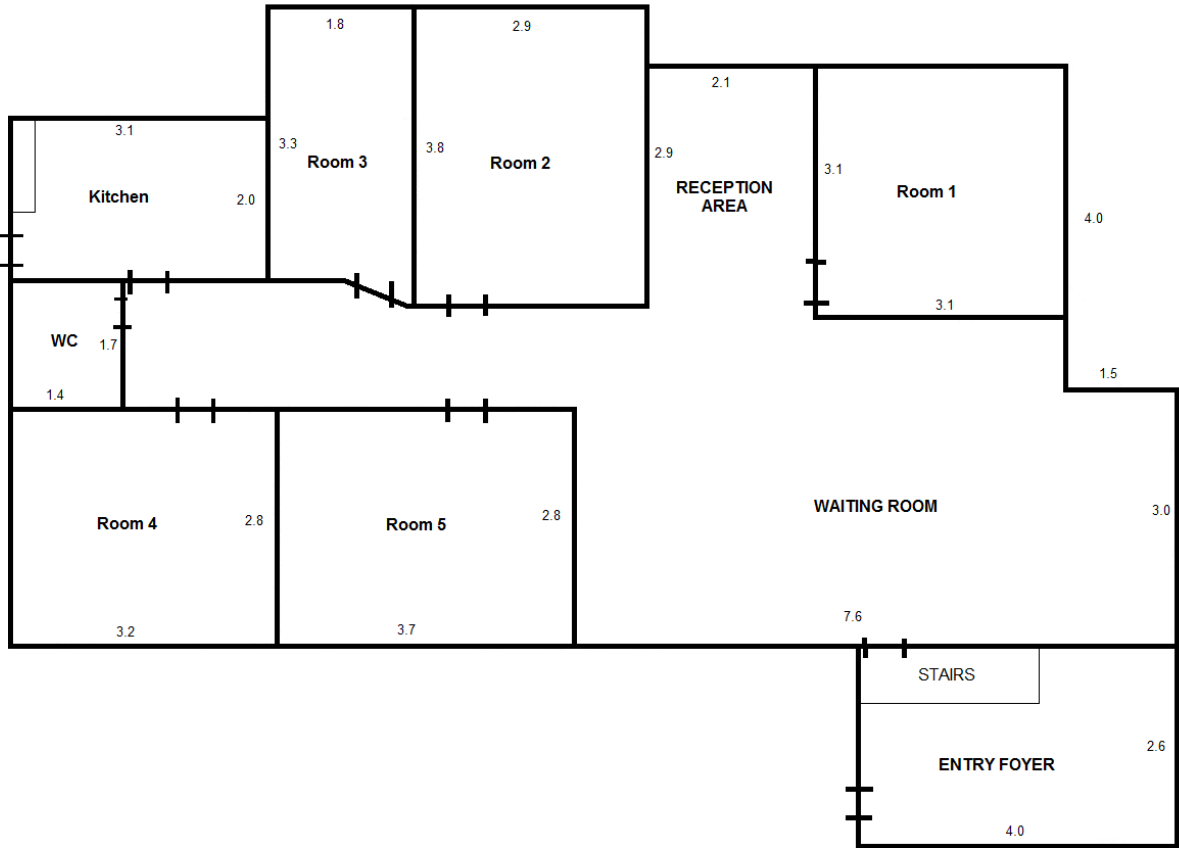 1.8
2.9
2.1
3.1
3.3
Room 3
3.8
Room 2
2.9
RECEPTION
AREA
3.1
Room 1
4.0
Kitchen
2.0
3.1
WC
1.7
1.4
1.5
Room 4
2.8
Room 5
2.8
WAITING ROOM
3.0
3.2
3.7
7.6
STAIRS
2.6
ENTRY FOYER
4.0